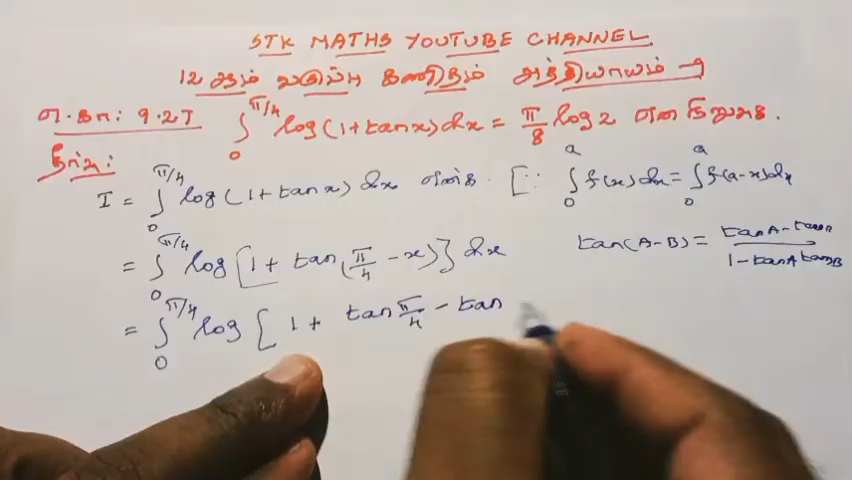 STK MATHS YOUTUBE CHANNEL
12 ஆம் வகுப்பு கணிதம் அத்தியாயம் - 9
எ.கா: 9.27 ∫₀^{π/4} log(1+tanx)dx = π/8 log2 என நிறுவுக.
தீர்வு:
I = ∫₀^{π/4} log(1+tanx) dx என்க. [∵ ∫₀^a f(x)dx = ∫₀^a f(a-x)dx
= ∫₀^{π/4} log[1+ tan(π/4 - x)] dx tan(A-B) = (tanA - tanB)/(1-tanA tanB)
= ∫₀^{π/4} log [ 1+ tan π/4 - tan